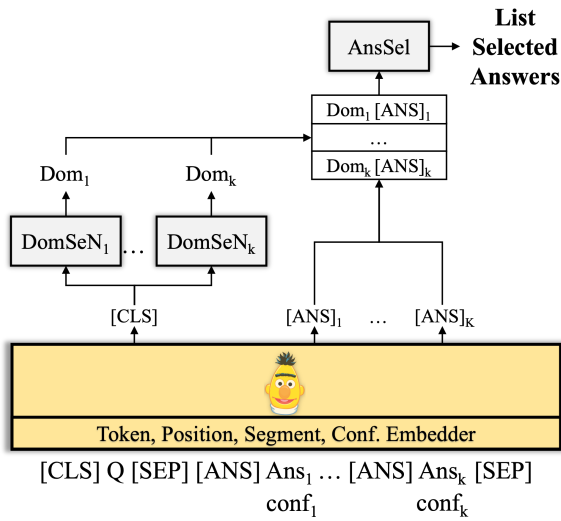 List
Selected
Answers
AnsSel
Dom₁ [ANS]₁
...
Domₖ [ANS]ₖ
Dom₁ Domₖ
DomSeN₁ ... DomSeNₖ
[CLS] [ANS]₁ ... [ANS]K
Token, Position, Segment, Conf. Embedder
[CLS] Q [SEP] [ANS] Ans₁ ... [ANS] Ansₖ [SEP]
conf₁ confₖ